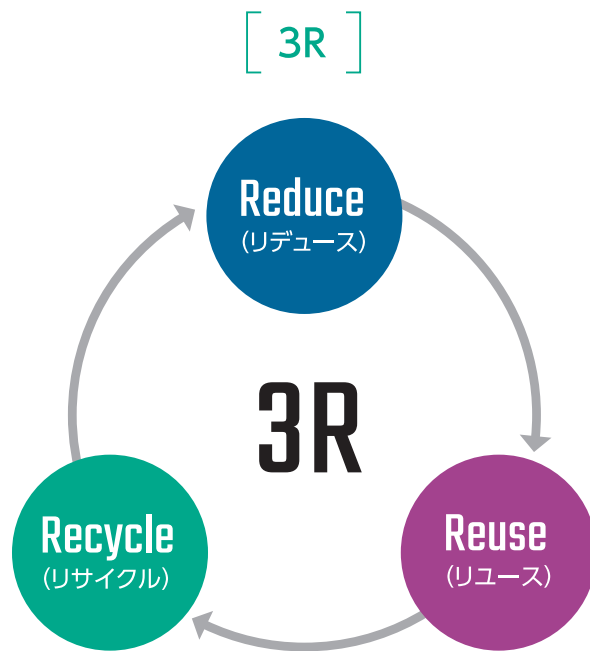 [ 3R ]
Reduce
(リデュース)
3R
Recycle
(リサイクル)
Reuse
(リユース)